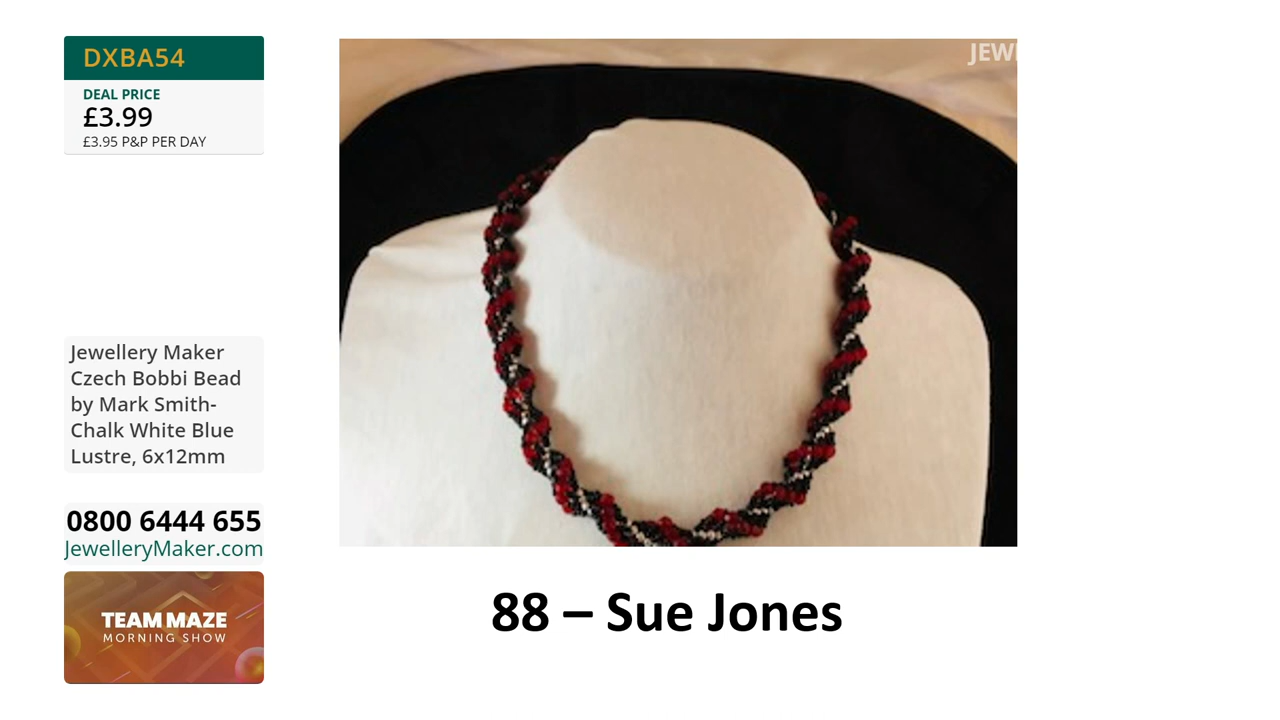 DXBA54
DEAL PRICE
£3.99
£3.95 P&P PER DAY
JEW
Jewellery Maker
Czech Bobbi Bead
by Mark Smith-
Chalk White Blue
Lustre, 6x12mm
0800 6444 655
JewelleryMaker.com
TEAM MAZE
MORNING SHOW
88 – Sue Jones